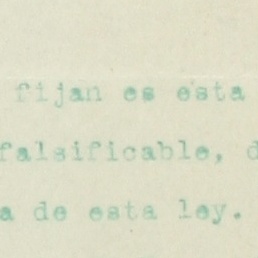 fijan es esta
falsificable, d
a de esta ley.